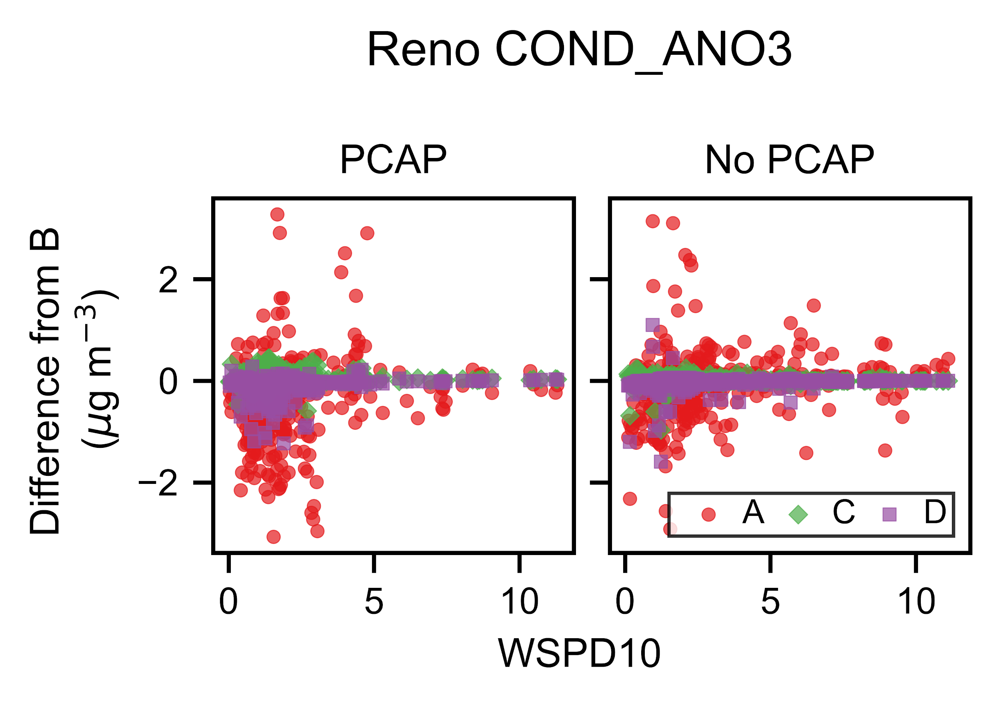 Reno COND_ANO3
PCAP
No PCAP
Difference from B
(μg m⁻³)
2
0
−2
A C D
0 5 10
0 5 10
WSPD10